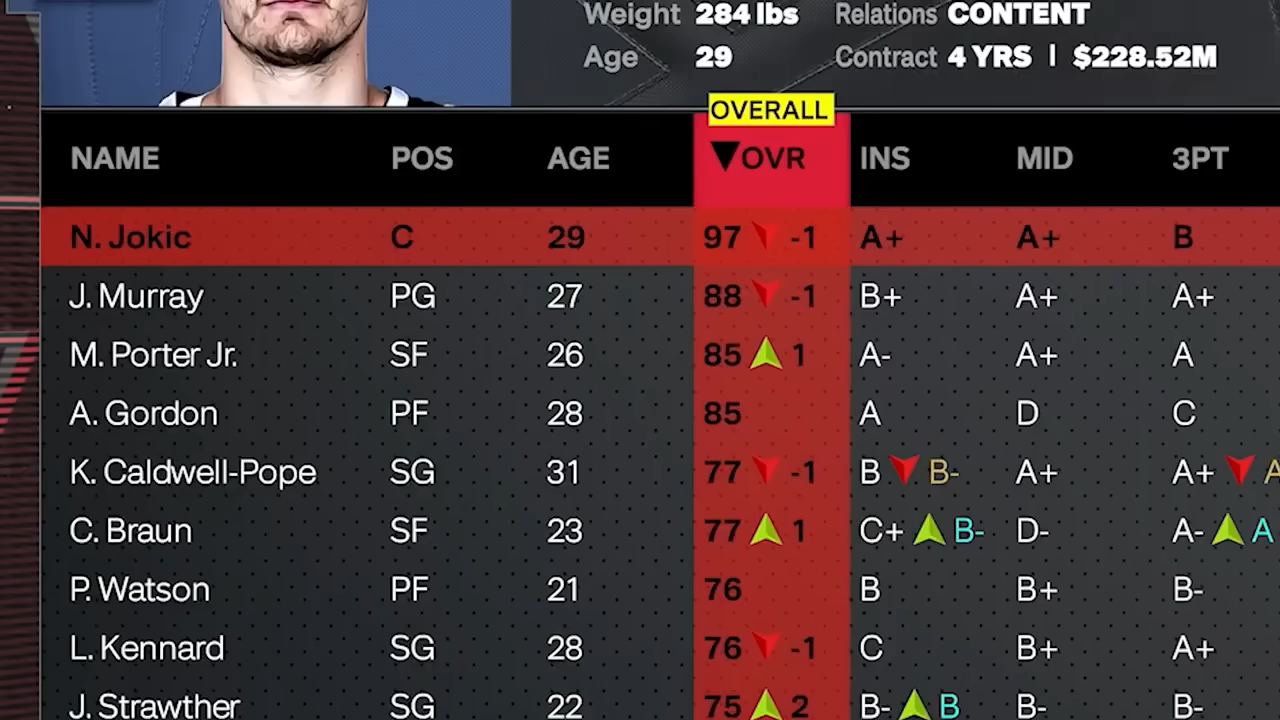 Weight 284 lbs Relations CONTENT
Age 29 Contract 4 YRS | $228.52M
OVERALL
NAME POS AGE ▼OVR INS MID 3PT
N. Jokic C 29 97 -1 A+ A+ B
J. Murray PG 27 88 -1 B+ A+ A+
M. Porter Jr. SF 26 85 1 A- A+ A
A. Gordon PF 28 85 A D C
K. Caldwell-Pope SG 31 77 -1 B B- A+ A+ A
C. Braun SF 23 77 1 C+ B- D- A- A
P. Watson PF 21 76 B B+ B-
L. Kennard SG 28 76 -1 C B+ A+
J. Strawther SG 22 75 2 B- B B- B-